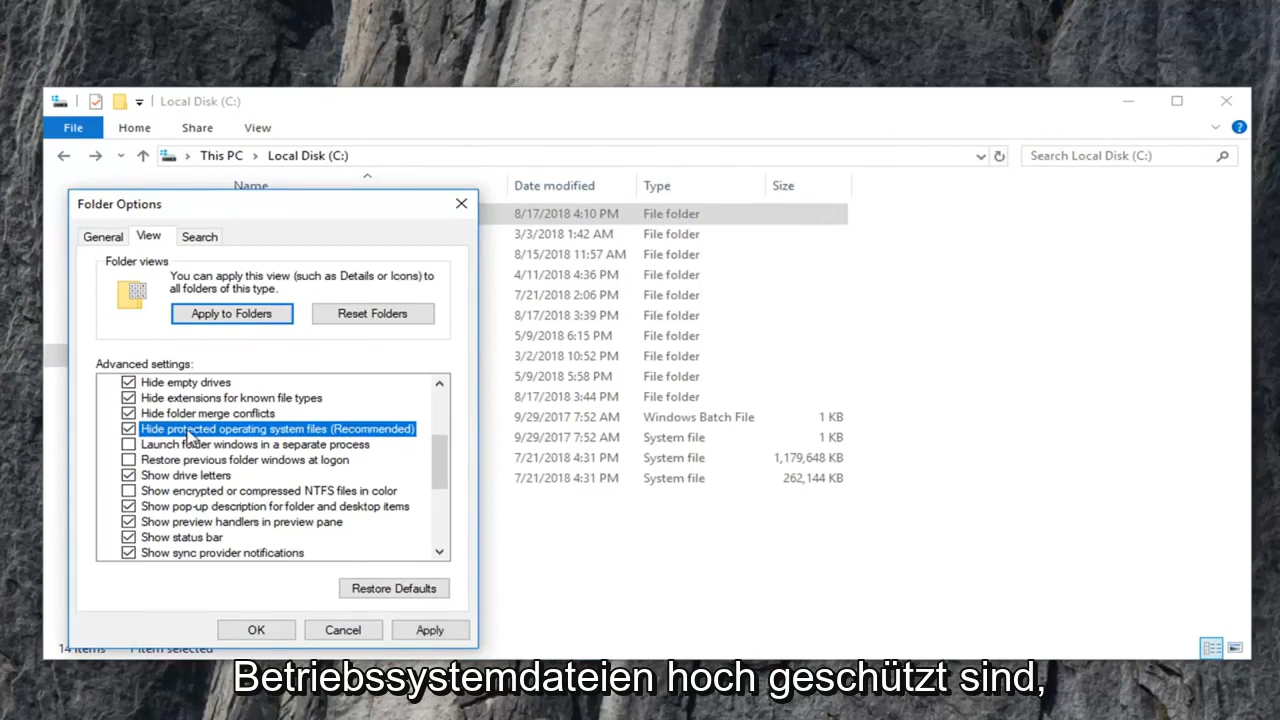 Local Disk (C:)
File Home Share View
This PC > Local Disk (C:)
Search Local Disk (C:)
Name Date modified Type Size
Folder Options
General View Search
Folder views
You can apply this view (such as Details or Icons) to
all folders of this type.
Apply to Folders Reset Folders
Advanced settings:
Hide empty drives
Hide extensions for known file types
Hide folder merge conflicts
Hide protected operating system files (Recommended)
Launch folder windows in a separate process
Restore previous folder windows at logon
Show drive letters
Show encrypted or compressed NTFS files in color
Show pop-up description for folder and desktop items
Show preview handlers in preview pane
Show status bar
Show sync provider notifications
Restore Defaults
OK Cancel Apply
8/17/2018 4:10 PM File folder
3/3/2018 1:42 AM File folder
8/15/2018 11:57 AM File folder
4/11/2018 4:36 PM File folder
7/21/2018 2:06 PM File folder
8/17/2018 3:39 PM File folder
5/9/2018 6:15 PM File folder
3/2/2018 10:52 PM File folder
5/9/2018 5:58 PM File folder
8/17/2018 3:44 PM File folder
9/29/2017 7:52 AM Windows Batch File 1 KB
9/29/2017 7:52 AM System file 1 KB
7/21/2018 4:31 PM System file 1,179,648 KB
7/21/2018 4:31 PM System file 262,144 KB
14 items 1 item selected
Betriebssystemdateien hoch geschützt sind,